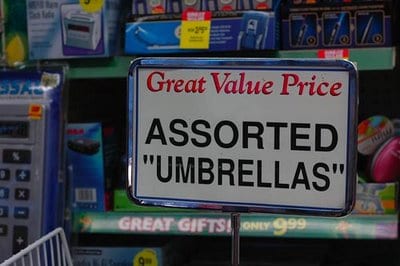 Great Value Price
ASSORTED
"UMBRELLAS"
GREAT GIFTS! ONLY 9.99